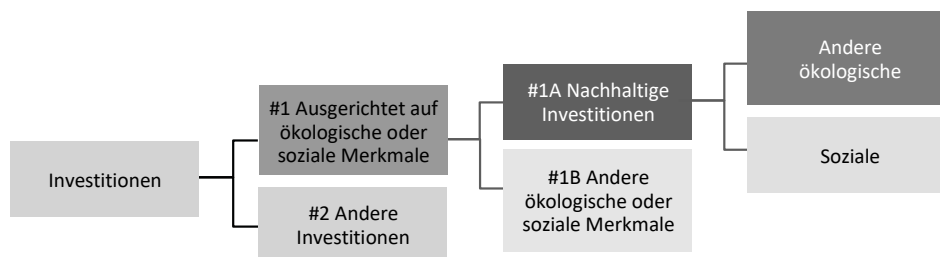 Investitionen
#1 Ausgerichtet auf
ökologische oder
soziale Merkmale
#2 Andere
Investitionen
#1A Nachhaltige
Investitionen
#1B Andere
ökologische oder
soziale Merkmale
Andere
ökologische
Soziale